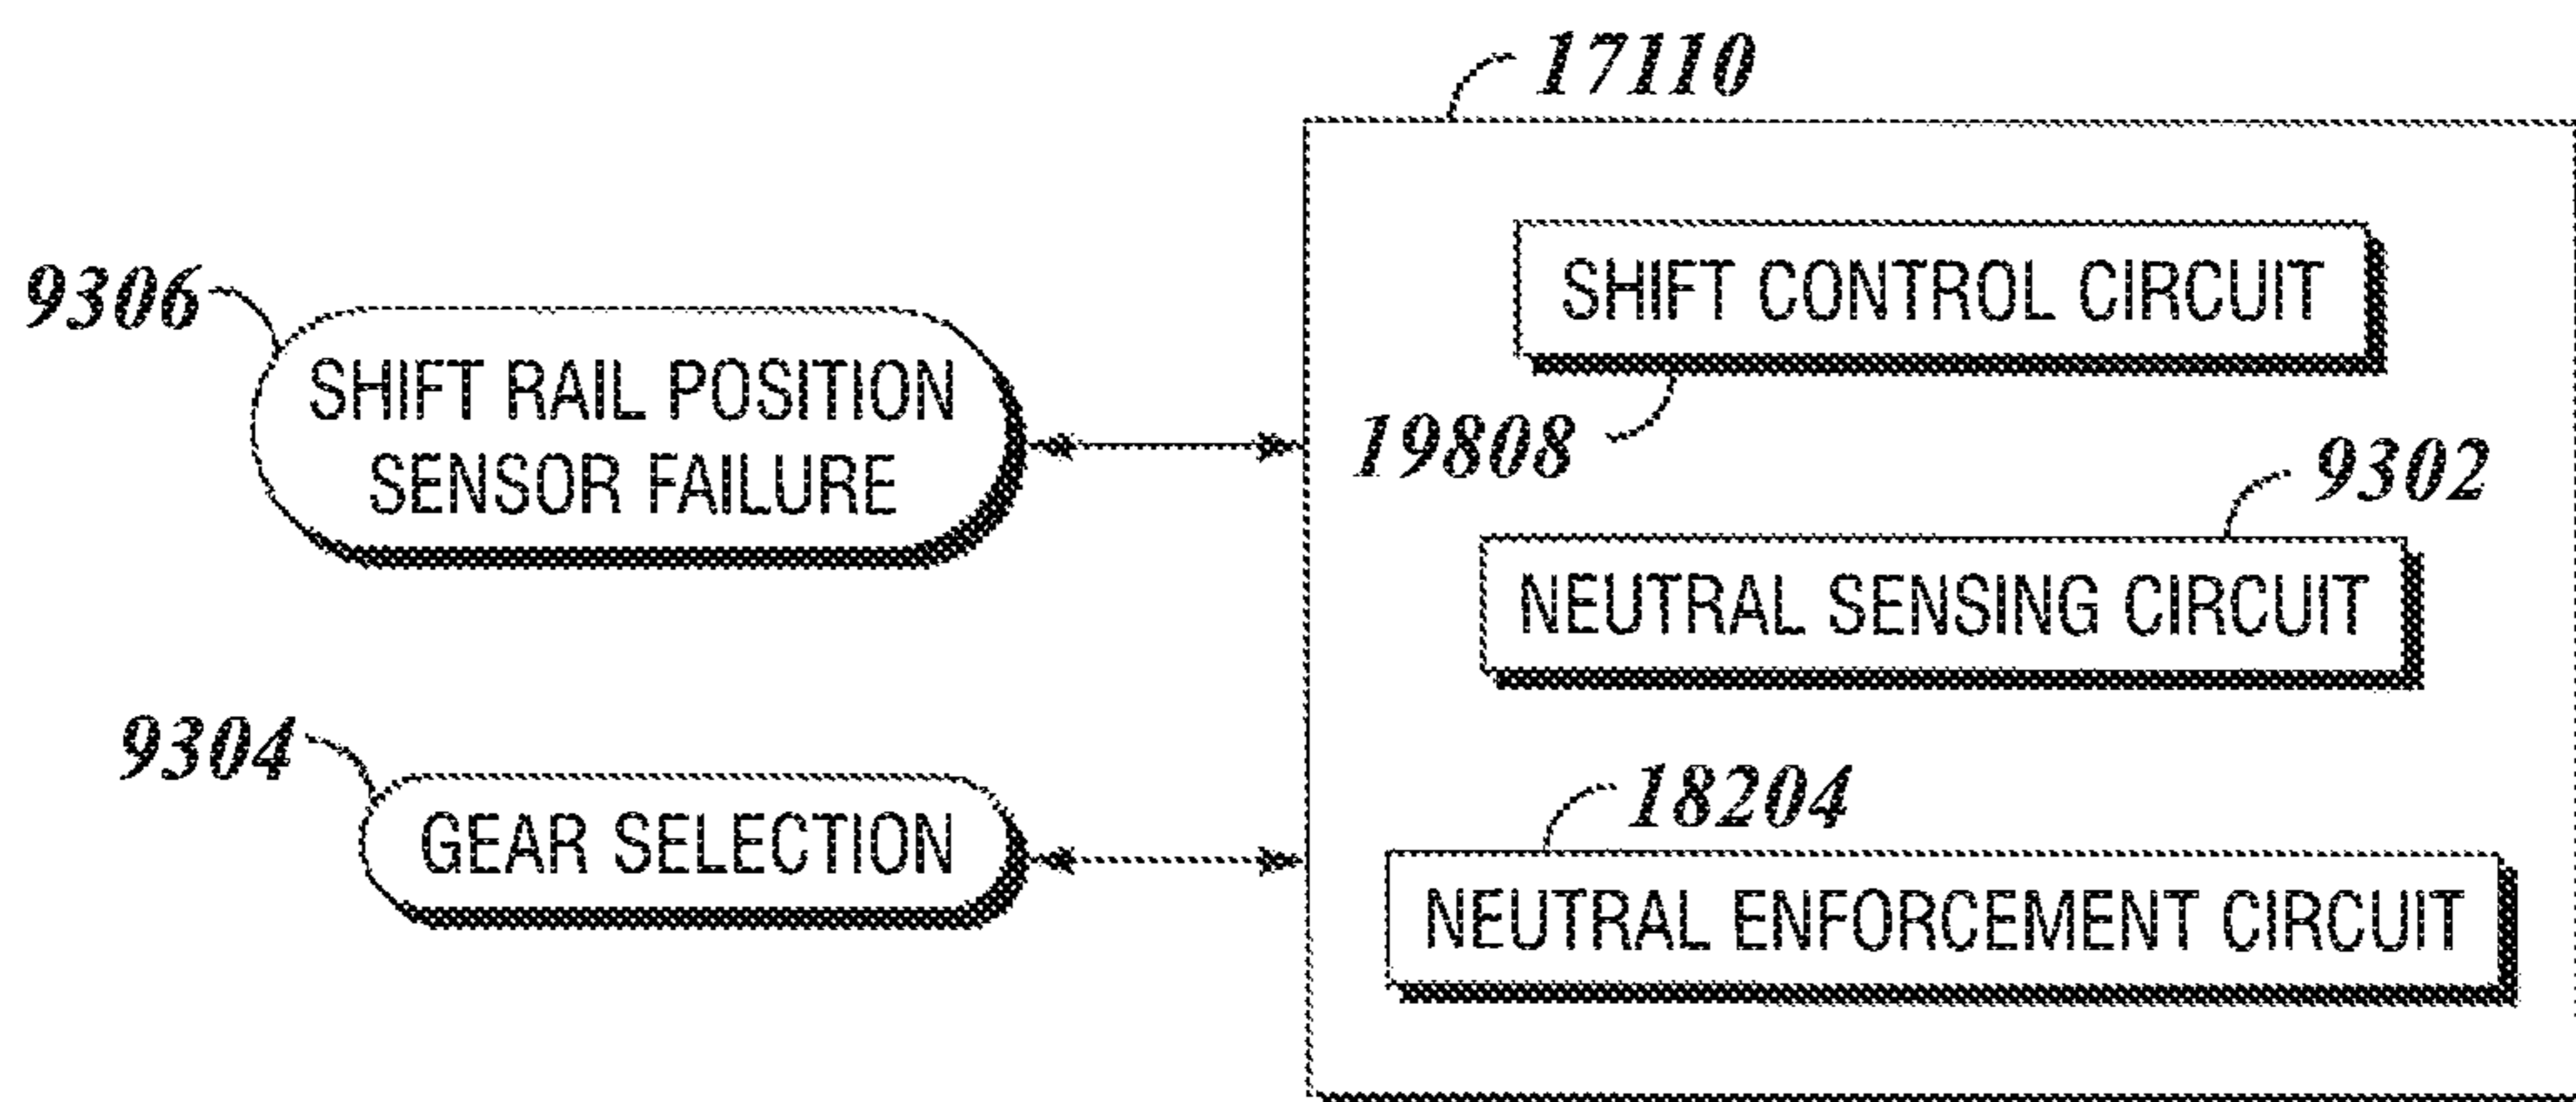 17110
SHIFT CONTROL CIRCUIT
9306
SHIFT RAIL POSITION
SENSOR FAILURE
19808
9302
NEUTRAL SENSING CIRCUIT
9304
GEAR SELECTION
18204
NEUTRAL ENFORCEMENT CIRCUIT